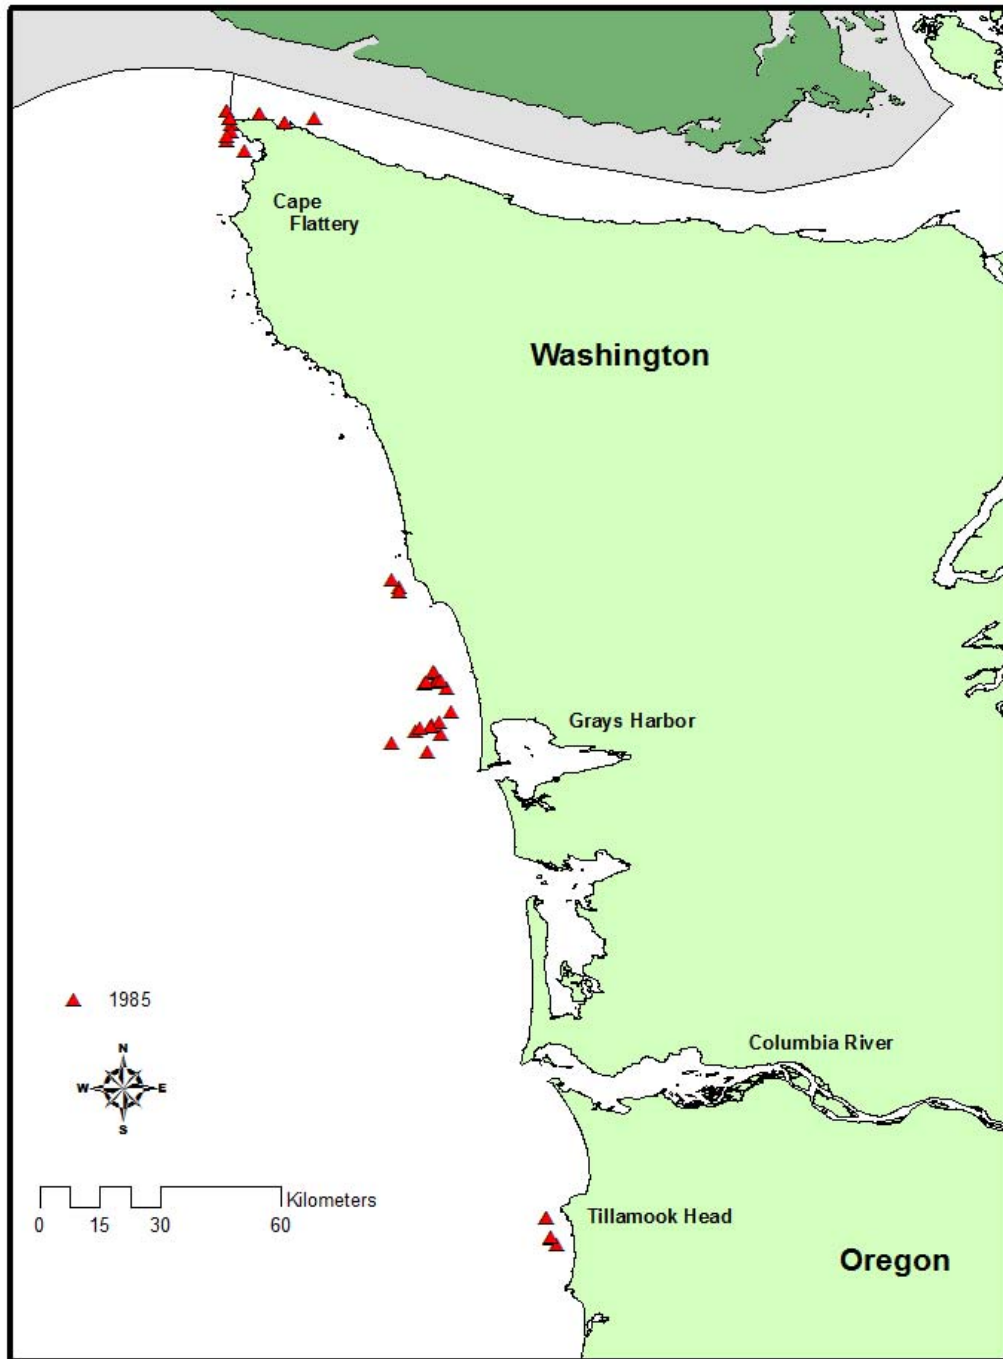 Cape
Flattery
Washington
Grays Harbor
1985
N
W E
S
Columbia River
Kilometers
0 15 30 60
Tillamook Head
Oregon